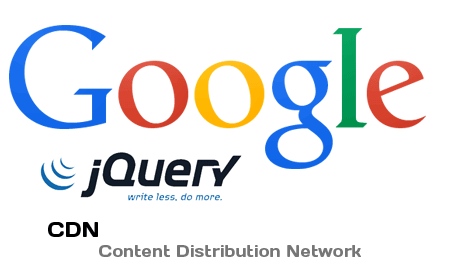 Google
jQuery
write less, do more.
CDN
Content Distribution Network